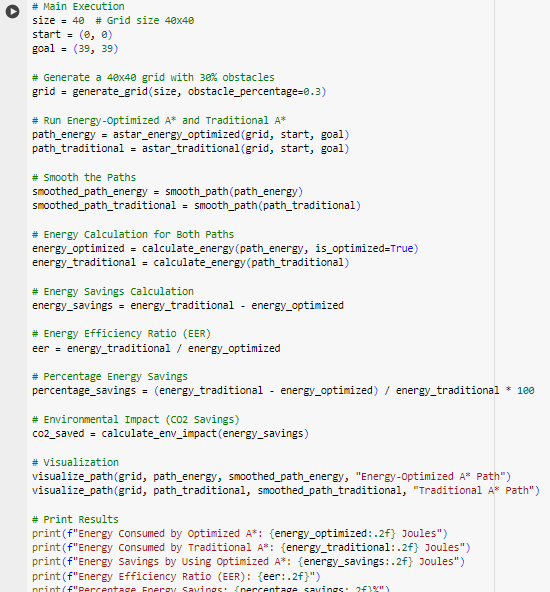 # Main Execution
size = 40  # Grid size 40x40
start = (0, 0)
goal = (39, 39)
# Generate a 40x40 grid with 30% obstacles
grid = generate_grid(size, obstacle_percentage=0.3)
# Run Energy-Optimized A* and Traditional A*
path_energy = astar_energy_optimized(grid, start, goal)
path_traditional = astar_traditional(grid, start, goal)
# Smooth the Paths
smoothed_path_energy = smooth_path(path_energy)
smoothed_path_traditional = smooth_path(path_traditional)
# Energy Calculation for Both Paths
energy_optimized = calculate_energy(path_energy, is_optimized=True)
energy_traditional = calculate_energy(path_traditional)
# Energy Savings Calculation
energy_savings = energy_traditional - energy_optimized
# Energy Efficiency Ratio (EER)
eer = energy_traditional / energy_optimized
# Percentage Energy Savings
percentage_savings = (energy_traditional - energy_optimized) / energy_traditional * 100
# Environmental Impact (CO2 Savings)
co2_saved = calculate_env_impact(energy_savings)
# Visualization
visualize_path(grid, path_energy, smoothed_path_energy, "Energy-Optimized A* Path")
visualize_path(grid, path_traditional, smoothed_path_traditional, "Traditional A* Path")
# Print Results
print(f"Energy Consumed by Optimized A*: {energy_optimized:.2f} Joules")
print(f"Energy Consumed by Traditional A*: {energy_traditional:.2f} Joules")
print(f"Energy Savings by Using Optimized A*: {energy_savings:.2f} Joules")
print(f"Energy Efficiency Ratio (EER): {eer:.2f}")
print(f"Percentage Energy Savings: {percentage_savings:.2f}%")